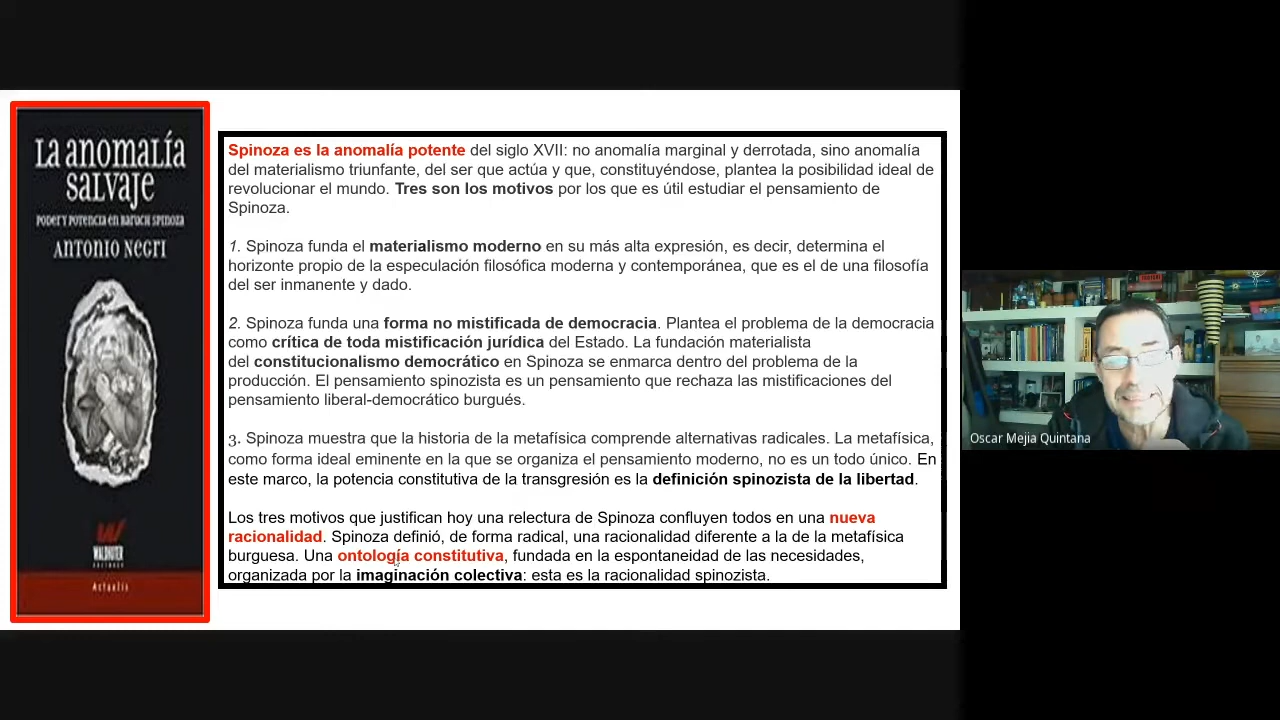 La anomalía
salvaje
Poder y potencia en Baruch Spinoza
Antonio Negri
WALDHUTER
EDITORES
Actualis
Spinoza es la anomalía potente del siglo XVII: no anomalía marginal y derrotada, sino anomalía
del materialismo triunfante, del ser que actúa y que, constituyéndose, plantea la posibilidad ideal de
revolucionar el mundo. Tres son los motivos por los que es útil estudiar el pensamiento de
Spinoza.
1. Spinoza funda el materialismo moderno en su más alta expresión, es decir, determina el
horizonte propio de la especulación filosófica moderna y contemporánea, que es el de una filosofía
del ser inmanente y dado.
2. Spinoza funda una forma no mistificada de democracia. Plantea el problema de la democracia
como crítica de toda mistificación jurídica del Estado. La fundación materialista
del constitucionalismo democrático en Spinoza se enmarca dentro del problema de la
producción. El pensamiento spinozista es un pensamiento que rechaza las mistificaciones del
pensamiento liberal-democrático burgués.
3. Spinoza muestra que la historia de la metafísica comprende alternativas radicales. La metafísica,
como forma ideal eminente en la que se organiza el pensamiento moderno, no es un todo único. En
este marco, la potencia constitutiva de la transgresión es la definición spinozista de la libertad.
Los tres motivos que justifican hoy una relectura de Spinoza confluyen todos en una nueva
racionalidad. Spinoza definió, de forma radical, una racionalidad diferente a la de la metafísica
burguesa. Una ontología constitutiva, fundada en la espontaneidad de las necesidades,
organizada por la imaginación colectiva: esta es la racionalidad spinozista.
Oscar Mejia Quintana